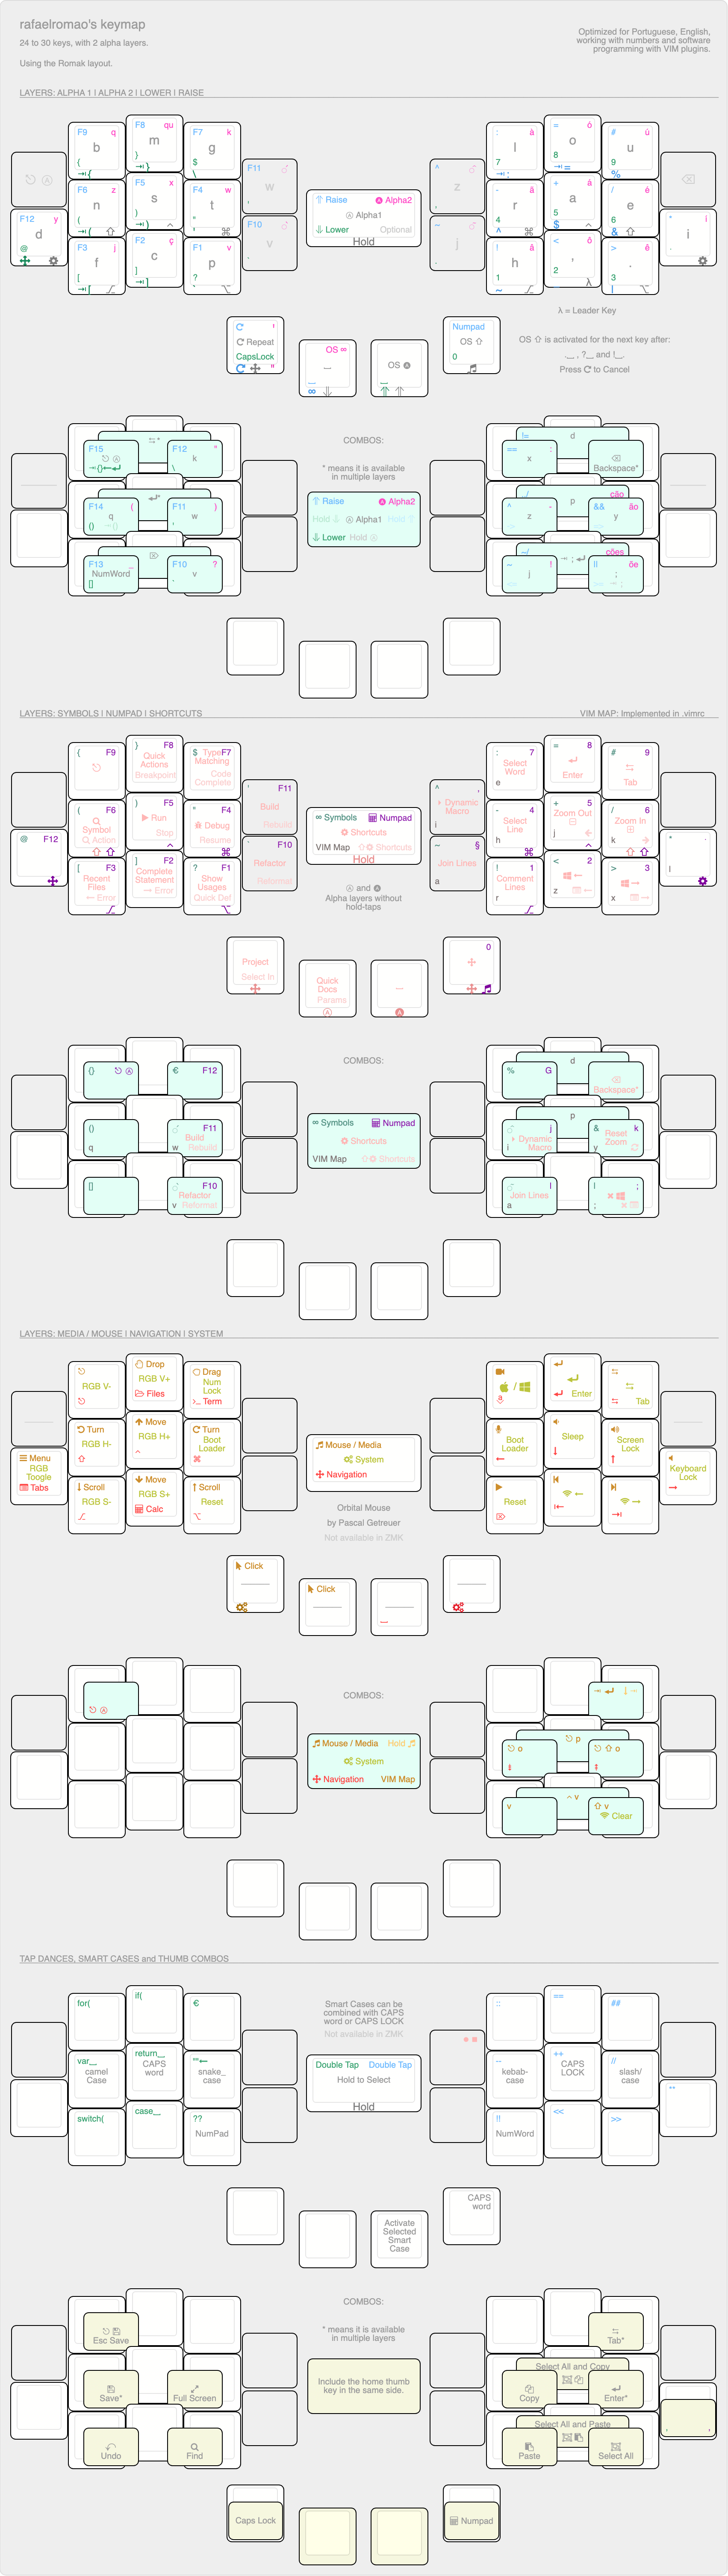 rafaelromao's keymap
24 to 30 keys, with 2 alpha layers.
Using the Romak layout.
Optimized for Portuguese, English,
working with numbers and software
programming with VIM plugins.
LAYERS: ALPHA 1 | ALPHA 2 | LOWER | RAISE
F9 q
b
{
F8 qu
m
}
F7 k
g
$
\
F11
w
'
F6 z
n
(
F5 x
s
)
F4 t
t w
"
F10
v
.
F12 y
d
@
F3 j
f
[
F2 ç
c
]
F1 p v
?
Raise Alpha2
Alpha1
Lower Optional
Hold
^
z
,
: à
l
7
= ó
o
8
# ú
u
9
%
- ã
r
4
^
+ á
a
5
$
/ é
e
6
&
* í
i
~
j
! â
h
1
~
< õ
,
2
λ
> ê
.
3
|
λ = Leader Key
Repeat
CapsLock
"
OS ∞
∞
OS
Numpad
OS
0
OS ⇧ is activated for the next key after:
.__ , ?__ and !__.
Press to Cancel
COMBOS:
* means it is available
in multiple layers
Raise Alpha2
Hold Alpha1 Hold
Lower Hold
F15
F12 "
k
\
F14 (
q
()
F11 )
'
F13 _
NumWord
[]
F10 ?
v
.
!= d
== :
x
Backspace*
../ p ção
^ -
z
&& ão
y
~/ ; ções
~ !
j
|| õe
;
LAYERS: SYMBOLS | NUMPAD | SHORTCUTS
VIM MAP: Implemented in .vimrc
{ F9
} F8
Quick
Actions
Breakpoint
$ Type F7
Matching
Code
Complete
' F11
Build
Rebuild
( F6
Symbol
Action
) F5
Run
Stop
" F4
Debug
Resume
. F10
Refactor
Reformat
@ F12
[ F3
Recent
Files
Error
] F2
Complete
Statement
Error
? F1
Show
Usages
Quick Def
∞ Symbols Numpad
Shortcuts
VIM Map Shortcuts
Hold
Ⓐ and 🅐
Alpha layers without
hold-taps
^ ,
Dynamic
Macro
i
: 7
Select
Word
e
= 8
Enter
# 9
Tab
- 4
Select
Line
h
+ 5
Zoom Out
j
/ 6
Zoom In
k
~ §
Join Lines
a
! 1
Comment
Lines
r
< 2
z
> 3
x
Project
Select In
Quick
Docs
Params
0
COMBOS:
∞ Symbols Numpad
Shortcuts
VIM Map Shortcuts
{}
€ F12
()
q
F11
Build
w Rebuild
[]
F10
Refactor
v Reformat
d
% G
Backspace*
p
j
Dynamic
i Macro
& k
Reset
y Zoom
l
Join Lines
a
| ;
;
LAYERS: MEDIA / MOUSE | NAVIGATION | SYSTEM
RGB V-
Drop
RGB V+
Files
Drag
Num
Lock
Term
Turn
RGB H-
Move
RGB H+
Turn
Boot
Loader
Menu
RGB
Toogle
Tabs
Scroll
RGB S-
Move
RGB S+
Calc
Scroll
Reset
Mouse / Media
System
Navigation
Orbital Mouse
by Pascal Getreuer
Not available in ZMK
/
a
Enter
Tab
Boot
Loader
Sleep
Screen
Lock
Keyboard
Lock
Reset
Click
Click
COMBOS:
Mouse / Media Hold
System
Navigation VIM Map
p
o
o
v
v
v
Clear
TAP DANCES, SMART CASES and THUMB COMBOS
for(
if(
€
var__
camel
Case
return__
CAPS
word
""
snake_
case
switch(
case__
??
NumPad
Smart Cases can be
combined with CAPS
word or CAPS LOCK
Not available in ZMK
Double Tap Double Tap
Hold to Select
Hold
::
==
##
--
kebab-
case
++
CAPS
LOCK
//
slash/
case
**
!!
NumWord
<<
>>
Activate
Selected
Smart
Case
CAPS
word
COMBOS:
* means it is available
in multiple layers
Include the home thumb
key in the same side.
Esc Save
Save*
Full Screen
Undo
Find
Tab*
Select All and Copy
Copy
Enter*
Select All and Paste
Paste
Select All
Caps Lock
Numpad